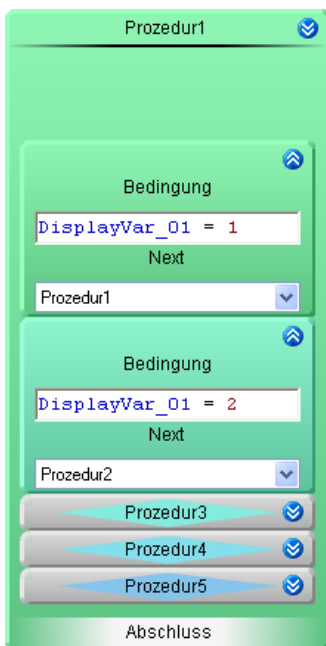 Prozedur1
Bedingung
DisplayVar_01 = 1
Next
Prozedur1
Bedingung
DisplayVar_01 = 2
Next
Prozedur2
Prozedur3
Prozedur4
Prozedur5
Abschluss